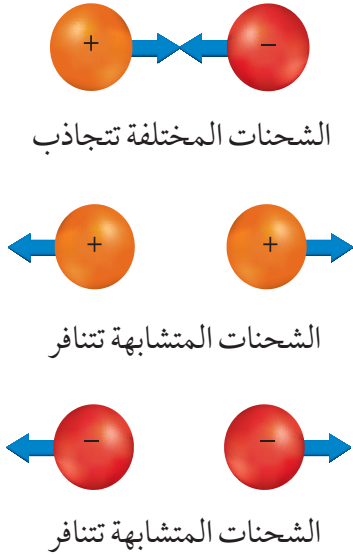 + −
الشحنات المختلفة تتجاذب
+ +
الشحنات المتشابهة تتنافر
− −
الشحنات المتشابهة تتنافر